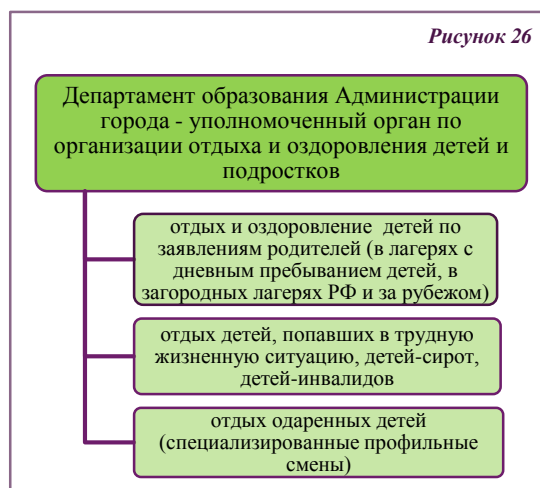 Рисунок 26
Департамент образования Администрации
города - уполномоченный орган по
организации отдыха и оздоровления детей и
подростков
отдых и оздоровление детей по
заявлениям родителей (в лагерях с
дневным пребыванием детей, в
загородных лагерях РФ и за рубежом)
отдых детей, попавших в трудную
жизненную ситуацию, детей-сирот,
детей-инвалидов
отдых одаренных детей
(специализированные профильные
смены)